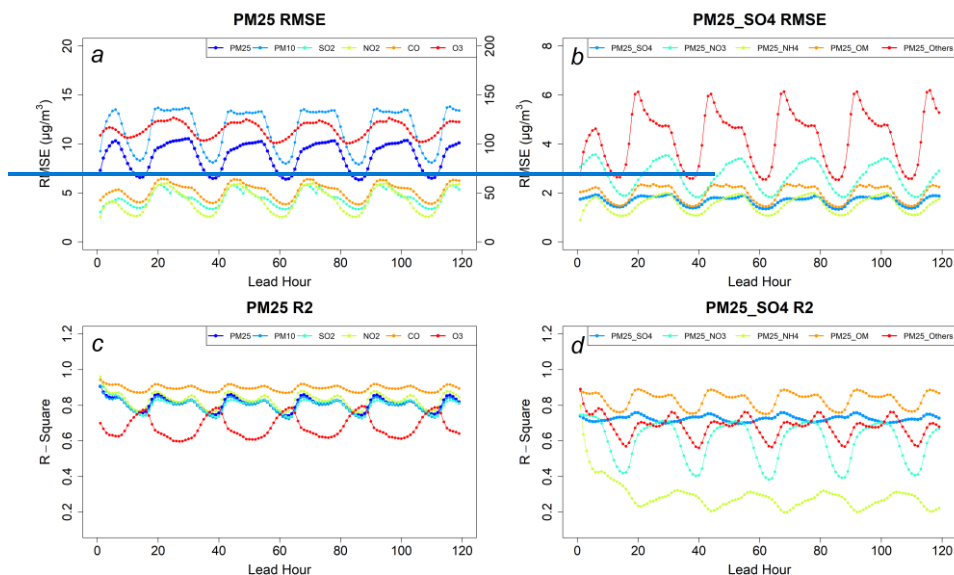 PM25 RMSE
a
PM25 PM10 SO2 NO2 CO O3
RMSE (μg/m³)
20
15
10
5
0
200
150
100
50
0
0 20 40 60 80 100 120
Lead Hour
PM25_SO4 RMSE
b
PM25_SO4 PM25_NO3 PM25_NH4 PM25_OM PM25_Others
RMSE (μg/m³)
8
6
4
2
0
0 20 40 60 80 100 120
Lead Hour
PM25 R2
c
PM25 PM10 SO2 NO2 CO O3
R – Square
1.2
1.0
0.8
0.6
0.4
0.2
0 20 40 60 80 100 120
Lead Hour
PM25_SO4 R2
d
PM25_SO4 PM25_NO3 PM25_NH4 PM25_OM PM25_Others
R – Square
1.2
1.0
0.8
0.6
0.4
0.2
0 20 40 60 80 100 120
Lead Hour